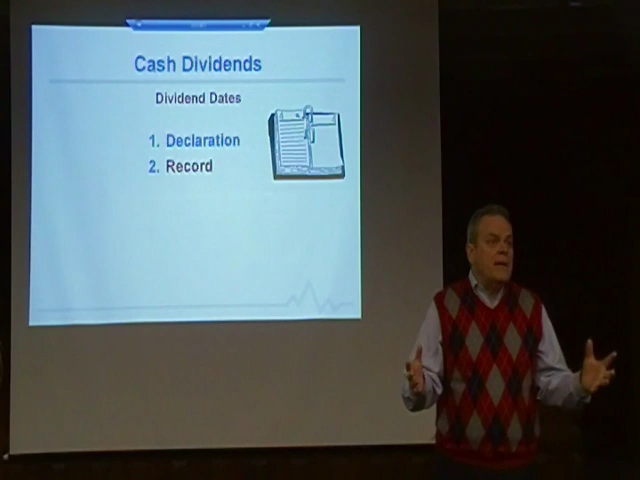 Cash Dividends
Dividend Dates
1. Declaration
2. Record